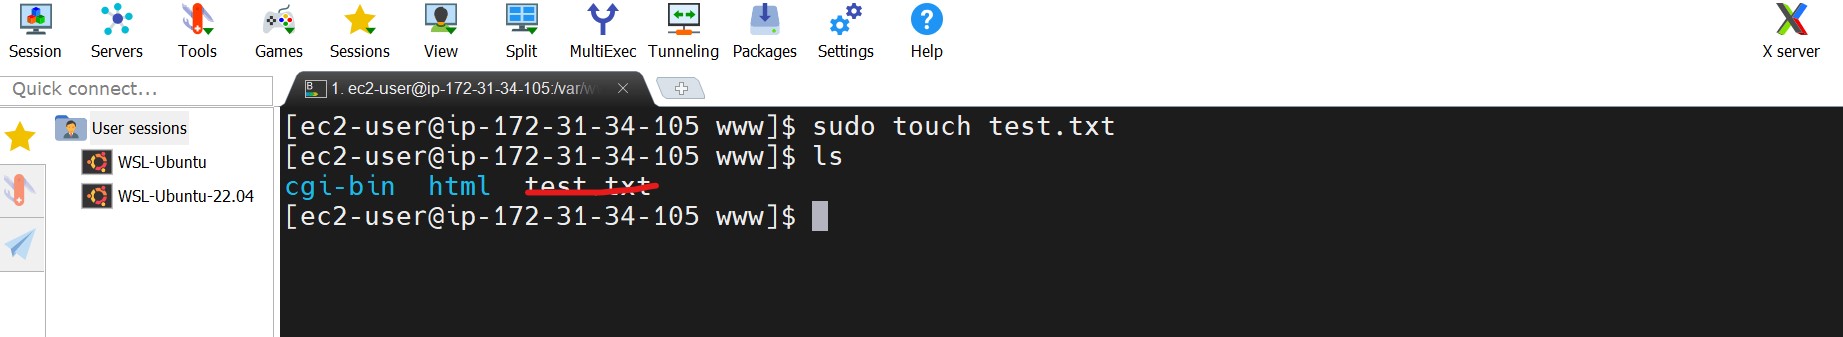 Session Servers Tools Games Sessions View Split MultiExec Tunneling Packages Settings Help X server
Quick connect...
1. ec2-user@ip-172-31-34-105:/var/w
User sessions
WSL-Ubuntu
WSL-Ubuntu-22.04
[ec2-user@ip-172-31-34-105 www]$ sudo touch test.txt
[ec2-user@ip-172-31-34-105 www]$ ls
cgi-bin html test.txt
[ec2-user@ip-172-31-34-105 www]$